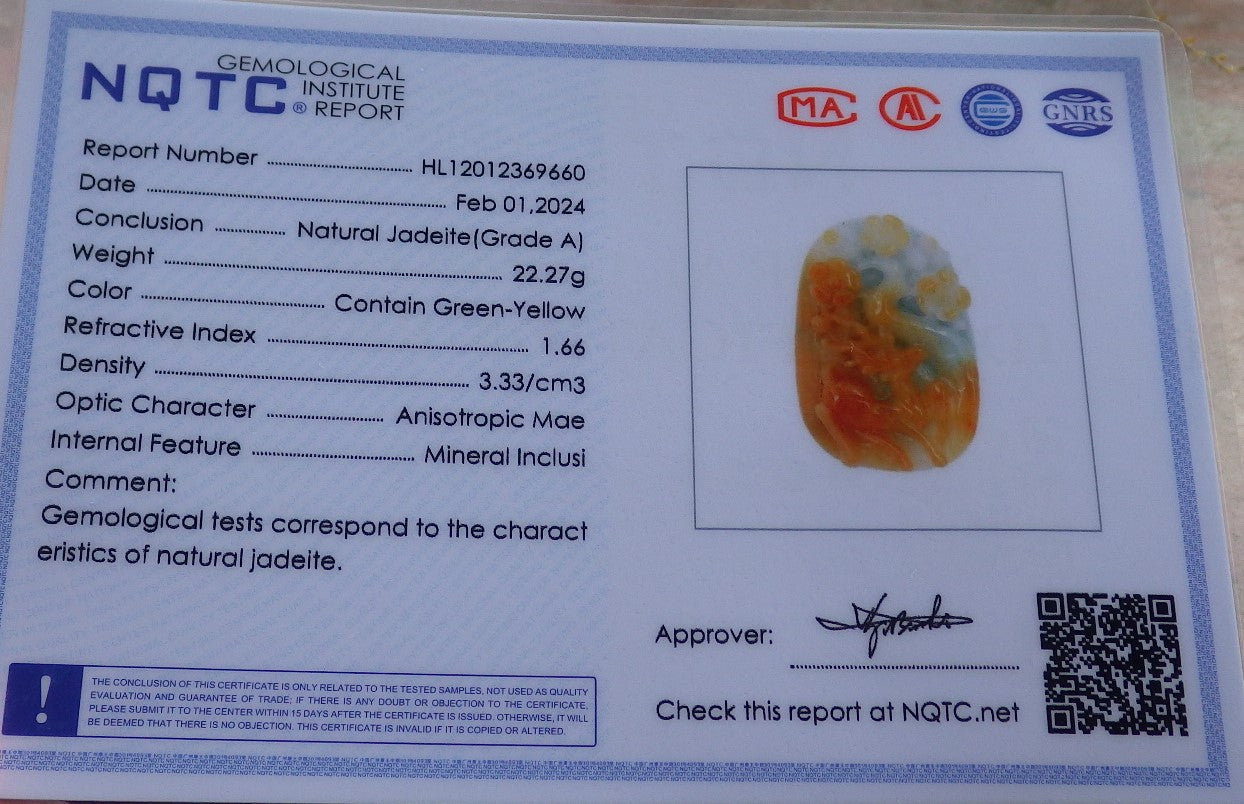 NQTC ® GEMOLOGICAL
INSTITUTE
REPORT
MA
GNRS
Report Number ........ HL12012369660
Date ........ Feb 01,2024
Conclusion ........ Natural Jadeite(Grade A)
Weight ........ 22.27g
Color ........ Contain Green-Yellow
Refractive Index ........ 1.66
Density ........ 3.33/cm3
Optic Character ........ Anisotropic Mae
Internal Feature ........ Mineral Inclusi
Comment:
Gemological tests correspond to the charact
eristics of natural jadeite.
Approver:
Check this report at NQTC.net
!
THE CONCLUSION OF THIS CERTIFICATE IS ONLY RELATED TO THE TESTED SAMPLES, NOT USED AS QUALITY
EVALUATION AND GUARANTEE OF TRADE; IF THERE IS ANY DOUBT OR OBJECTION TO THE CERTIFICATE,
PLEASE SUBMIT IT TO THE CENTER WITHIN 15 DAYS AFTER THE CERTIFICATE IS ISSUED. OTHERWISE, IT WILL
BE DEEMED THAT THERE IS NO OBJECTION. THIS CERTIFICATE IS INVALID IF IT IS COPIED OR ALTERED.